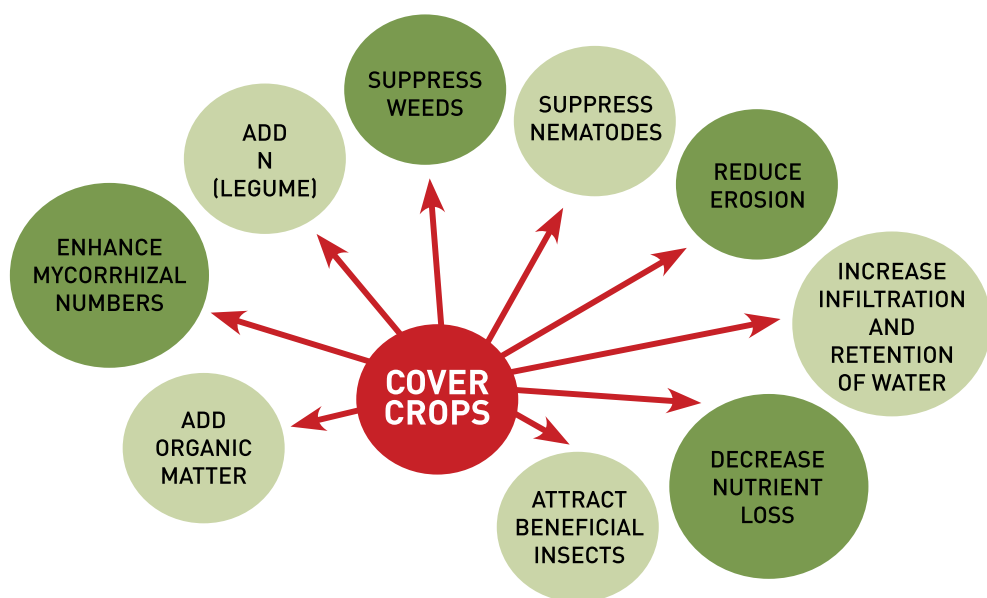 SUPPRESS
WEEDS
SUPPRESS
NEMATODES
ADD
N
(LEGUME)
REDUCE
EROSION
ENHANCE
MYCORRHIZAL
NUMBERS
INCREASE
INFILTRATION
AND
RETENTION
OF WATER
COVER
CROPS
ADD
ORGANIC
MATTER
DECREASE
NUTRIENT
LOSS
ATTRACT
BENEFICIAL
INSECTS